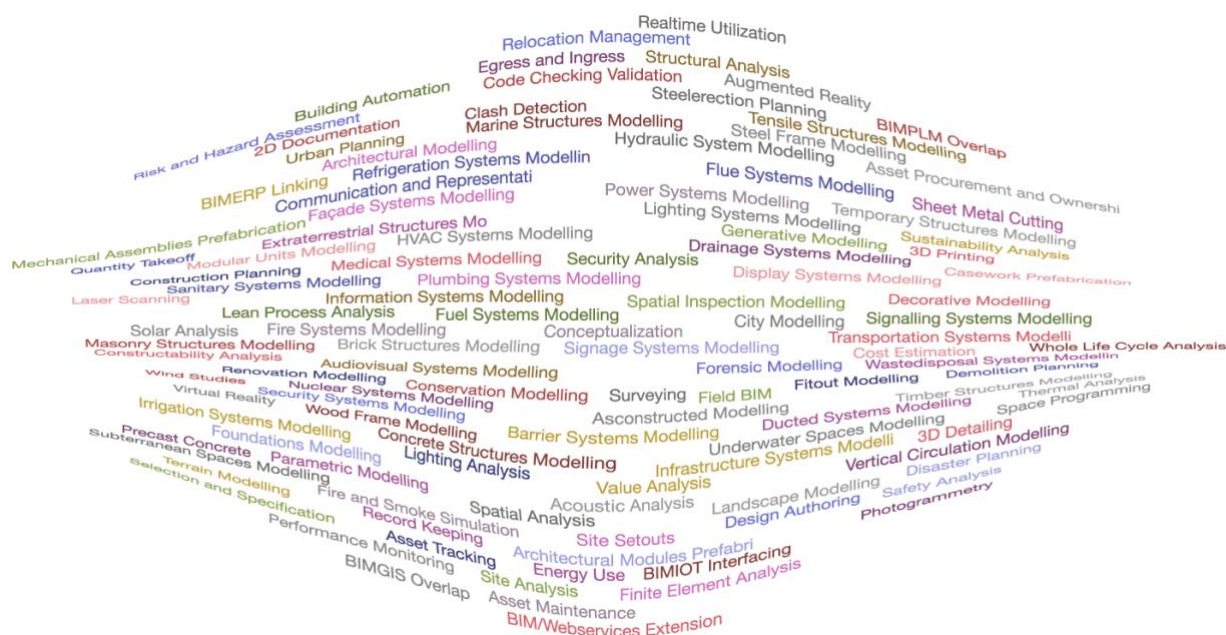 Realtime Utilization
Relocation Management
Egress and Ingress
Structural Analysis
Code Checking Validation
Augmented Reality
Building Automation
Steelerection Planning
Clash Detection
BIMPLM Overlap
Risk and Hazard Assessment
2D Documentation
Marine Structures Modelling
Tensile Structures Modelling
Urban Planning
Steel Frame Modelling
Architectural Modelling
Hydraulic System Modelling
Refrigeration Systems Modellin
Asset Procurement and Ownershi
BIMERP Linking
Communication and Representati
Flue Systems Modelling
Façade Systems Modelling
Power Systems Modelling
Sheet Metal Cutting
Lighting Systems Modelling
Temporary Structures Modelling
Mechanical Assemblies Prefabrication
Extraterrestrial Structures Mo
HVAC Systems Modelling
Generative Modelling
Sustainability Analysis
Quantity Takeoff
Modular Units Modelling
Drainage Systems Modelling
3D Printing
Construction Planning
Medical Systems Modelling
Security Analysis
Sanitary Systems Modelling
Plumbing Systems Modelling
Display Systems Modelling
Casework Prefabrication
Laser Scanning
Information Systems Modelling
Spatial Inspection Modelling
Decorative Modelling
Lean Process Analysis
Fuel Systems Modelling
City Modelling
Signalling Systems Modelling
Solar Analysis
Fire Systems Modelling
Conceptualization
Transportation Systems Modelli
Masonry Structures Modelling
Brick Structures Modelling
Signage Systems Modelling
Cost Estimation
Whole Life Cycle Analysis
Constructability Analysis
Audiovisual Systems Modelling
Forensic Modelling
Wastedisposal Systems Modellin
Wind Studies
Renovation Modelling
Fitout Modelling
Demolition Planning
Virtual Reality
Nuclear Systems Modelling
Conservation Modelling
Surveying
Field BIM
Timber Structures Modelling
Thermal Analysis
Security Systems Modelling
Asconstructed Modelling
Ducted Systems Modelling
Space Programming
Irrigation Systems Modelling
Wood Frame Modelling
Barrier Systems Modelling
Underwater Spaces Modelling
3D Detailing
Precast Concrete
Foundations Modelling
Concrete Structures Modelling
Infrastructure Systems Modelli
Vertical Circulation Modelling
Subterranean Spaces Modelling
Parametric Modelling
Lighting Analysis
Value Analysis
Disaster Planning
Terrain Modelling
Landscape Modelling
Safety Analysis
Selection and Specification
Fire and Smoke Simulation
Spatial Analysis
Acoustic Analysis
Design Authoring
Photogrammetry
Record Keeping
Site Setouts
Performance Monitoring
Asset Tracking
Architectural Modules Prefabri
BIMGIS Overlap
Energy Use
BIMIOT Interfacing
Site Analysis
Finite Element Analysis
Asset Maintenance
BIM/Webservices Extension